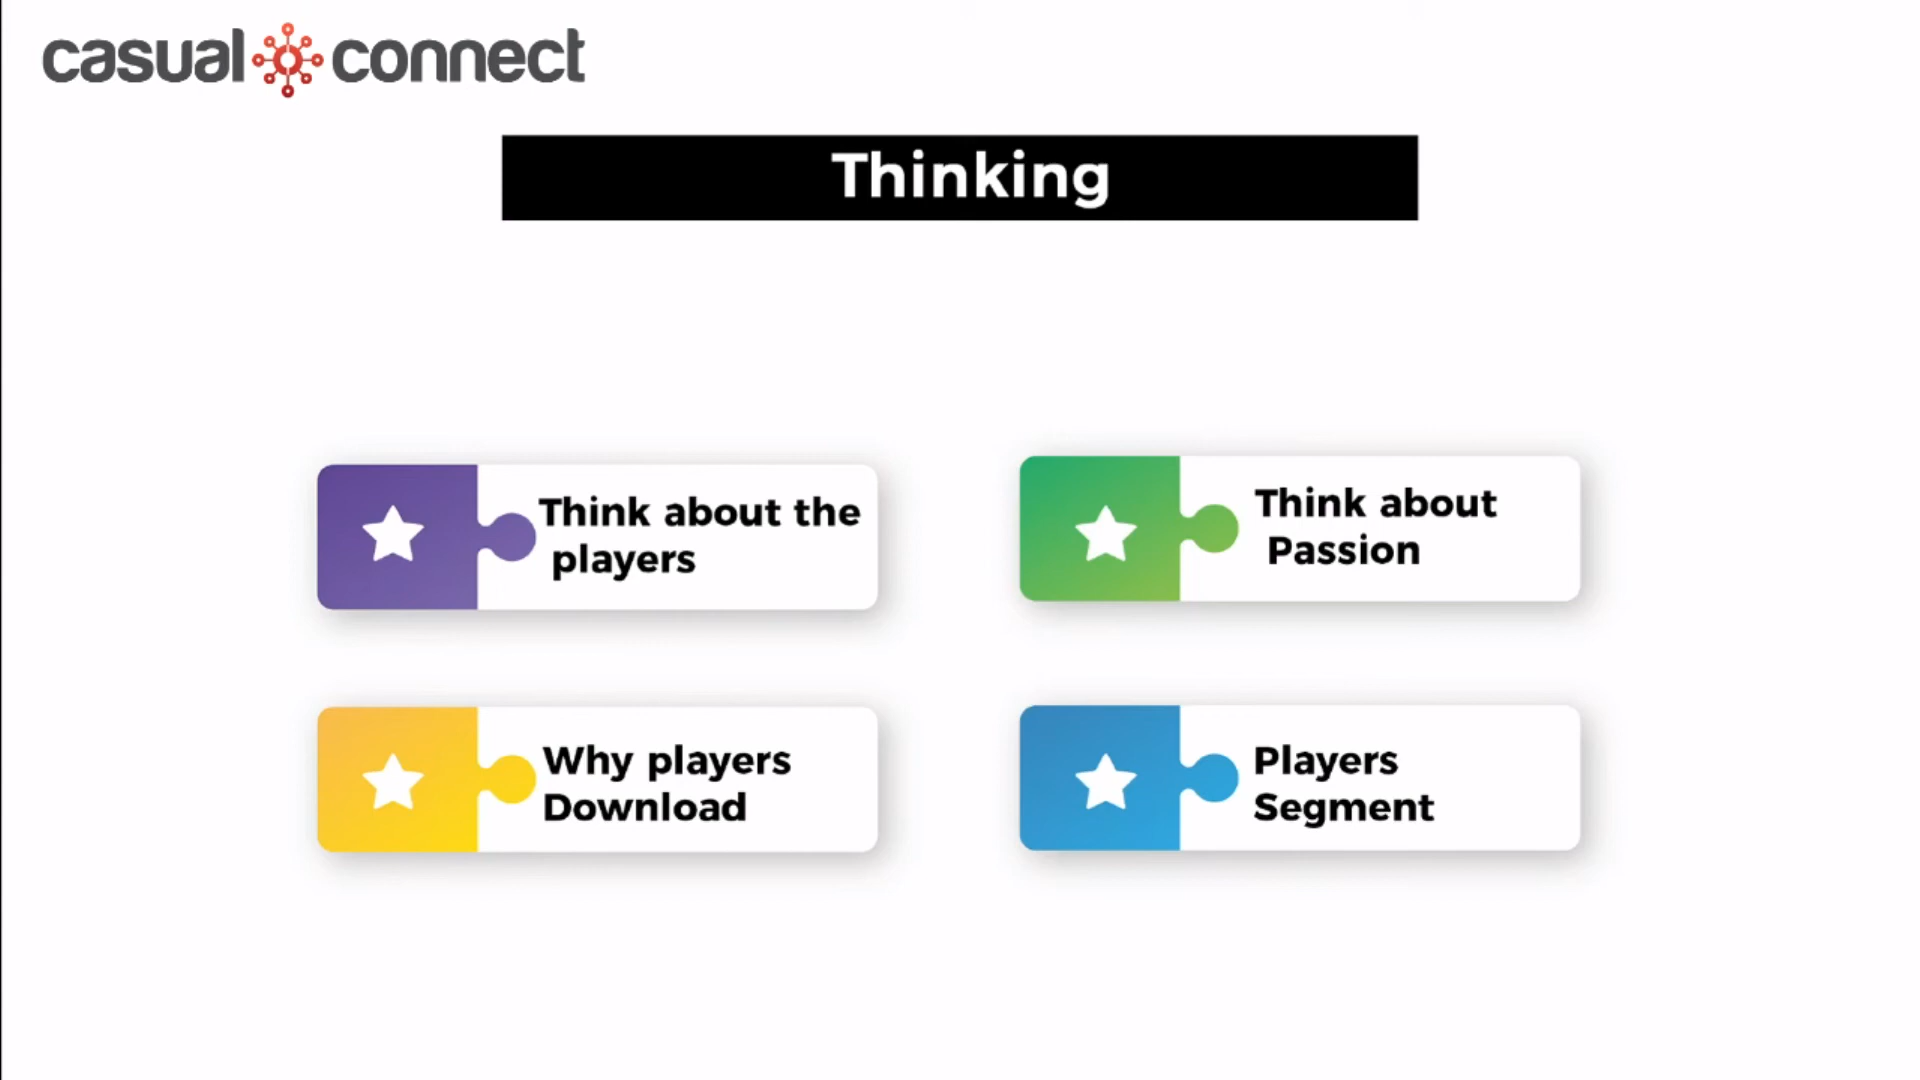 casual connect
Thinking
Think about the
players
Think about
Passion
Why players
Download
Players
Segment